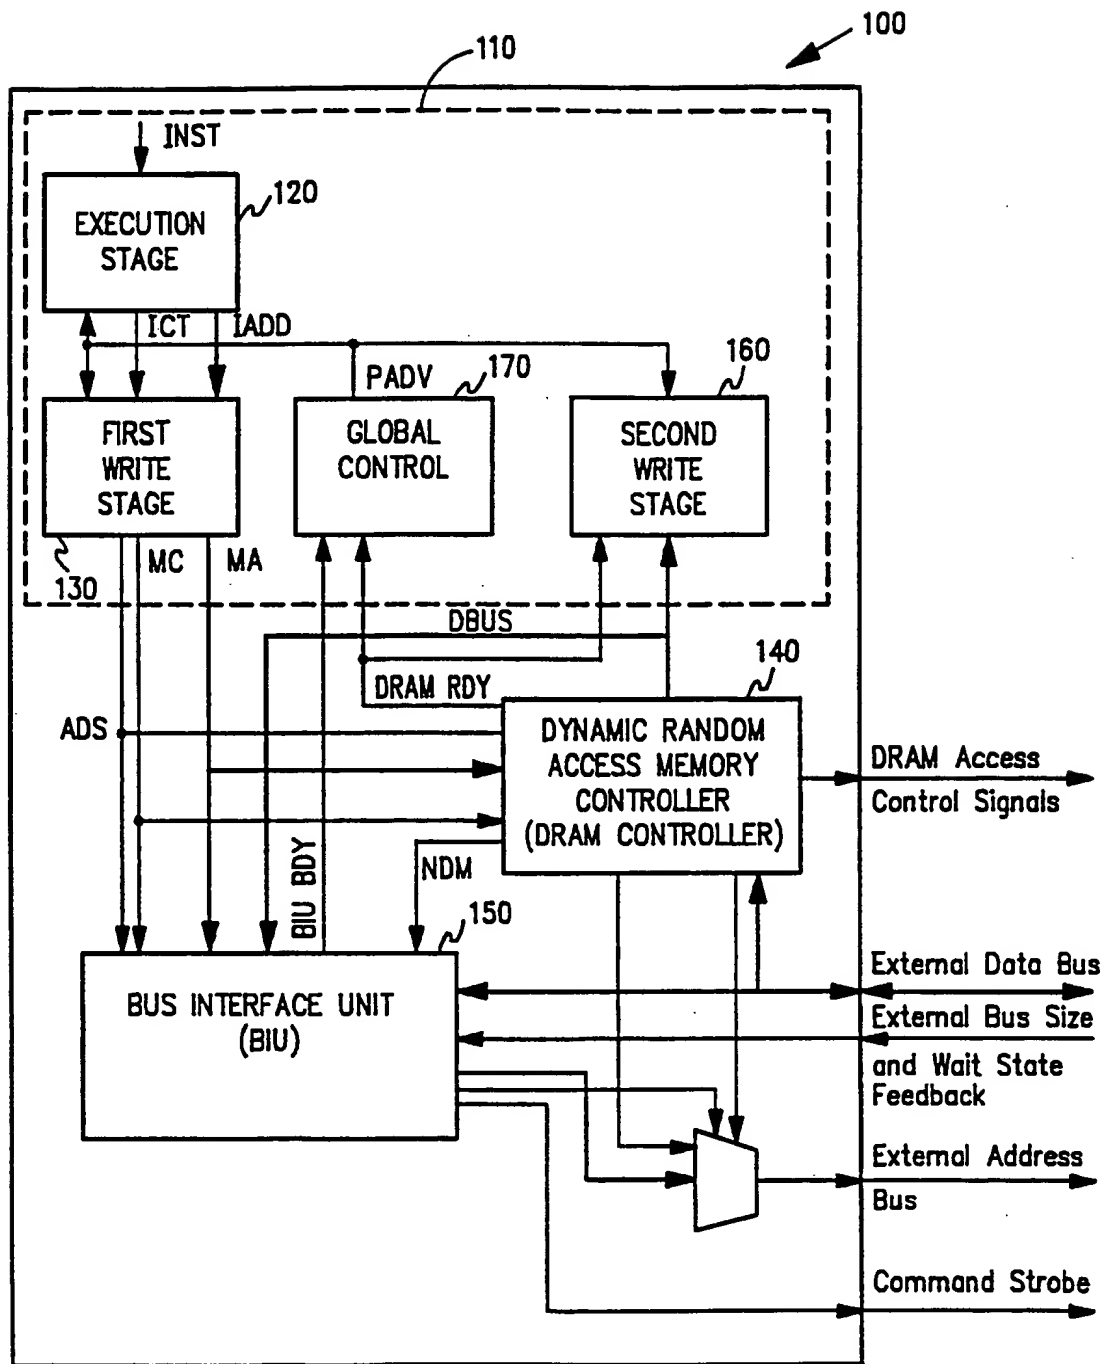 100
110
INST
120
EXECUTION
STAGE
ICT
IADD
160
PADV
170
FIRST
WRITE
STAGE
GLOBAL
CONTROL
SECOND
WRITE
STAGE
130
MC
MA
DBUS
140
DRAM RDY
ADS
DYNAMIC RANDOM
ACCESS MEMORY
CONTROLLER
(DRAM CONTROLLER)
DRAM Access
Control Signals
BIU BDY
NDM
150
BUS INTERFACE UNIT
(BIU)
External Data Bus
External Bus Size
and Wait State
Feedback
External Address
Bus
Command Strobe